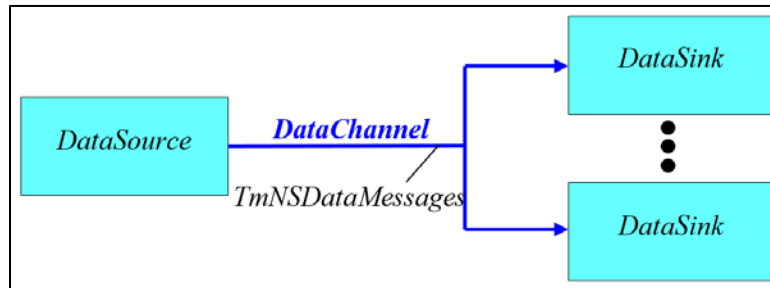 DataSink
DataSource
DataChannel
TmNSDataMessages
DataSink